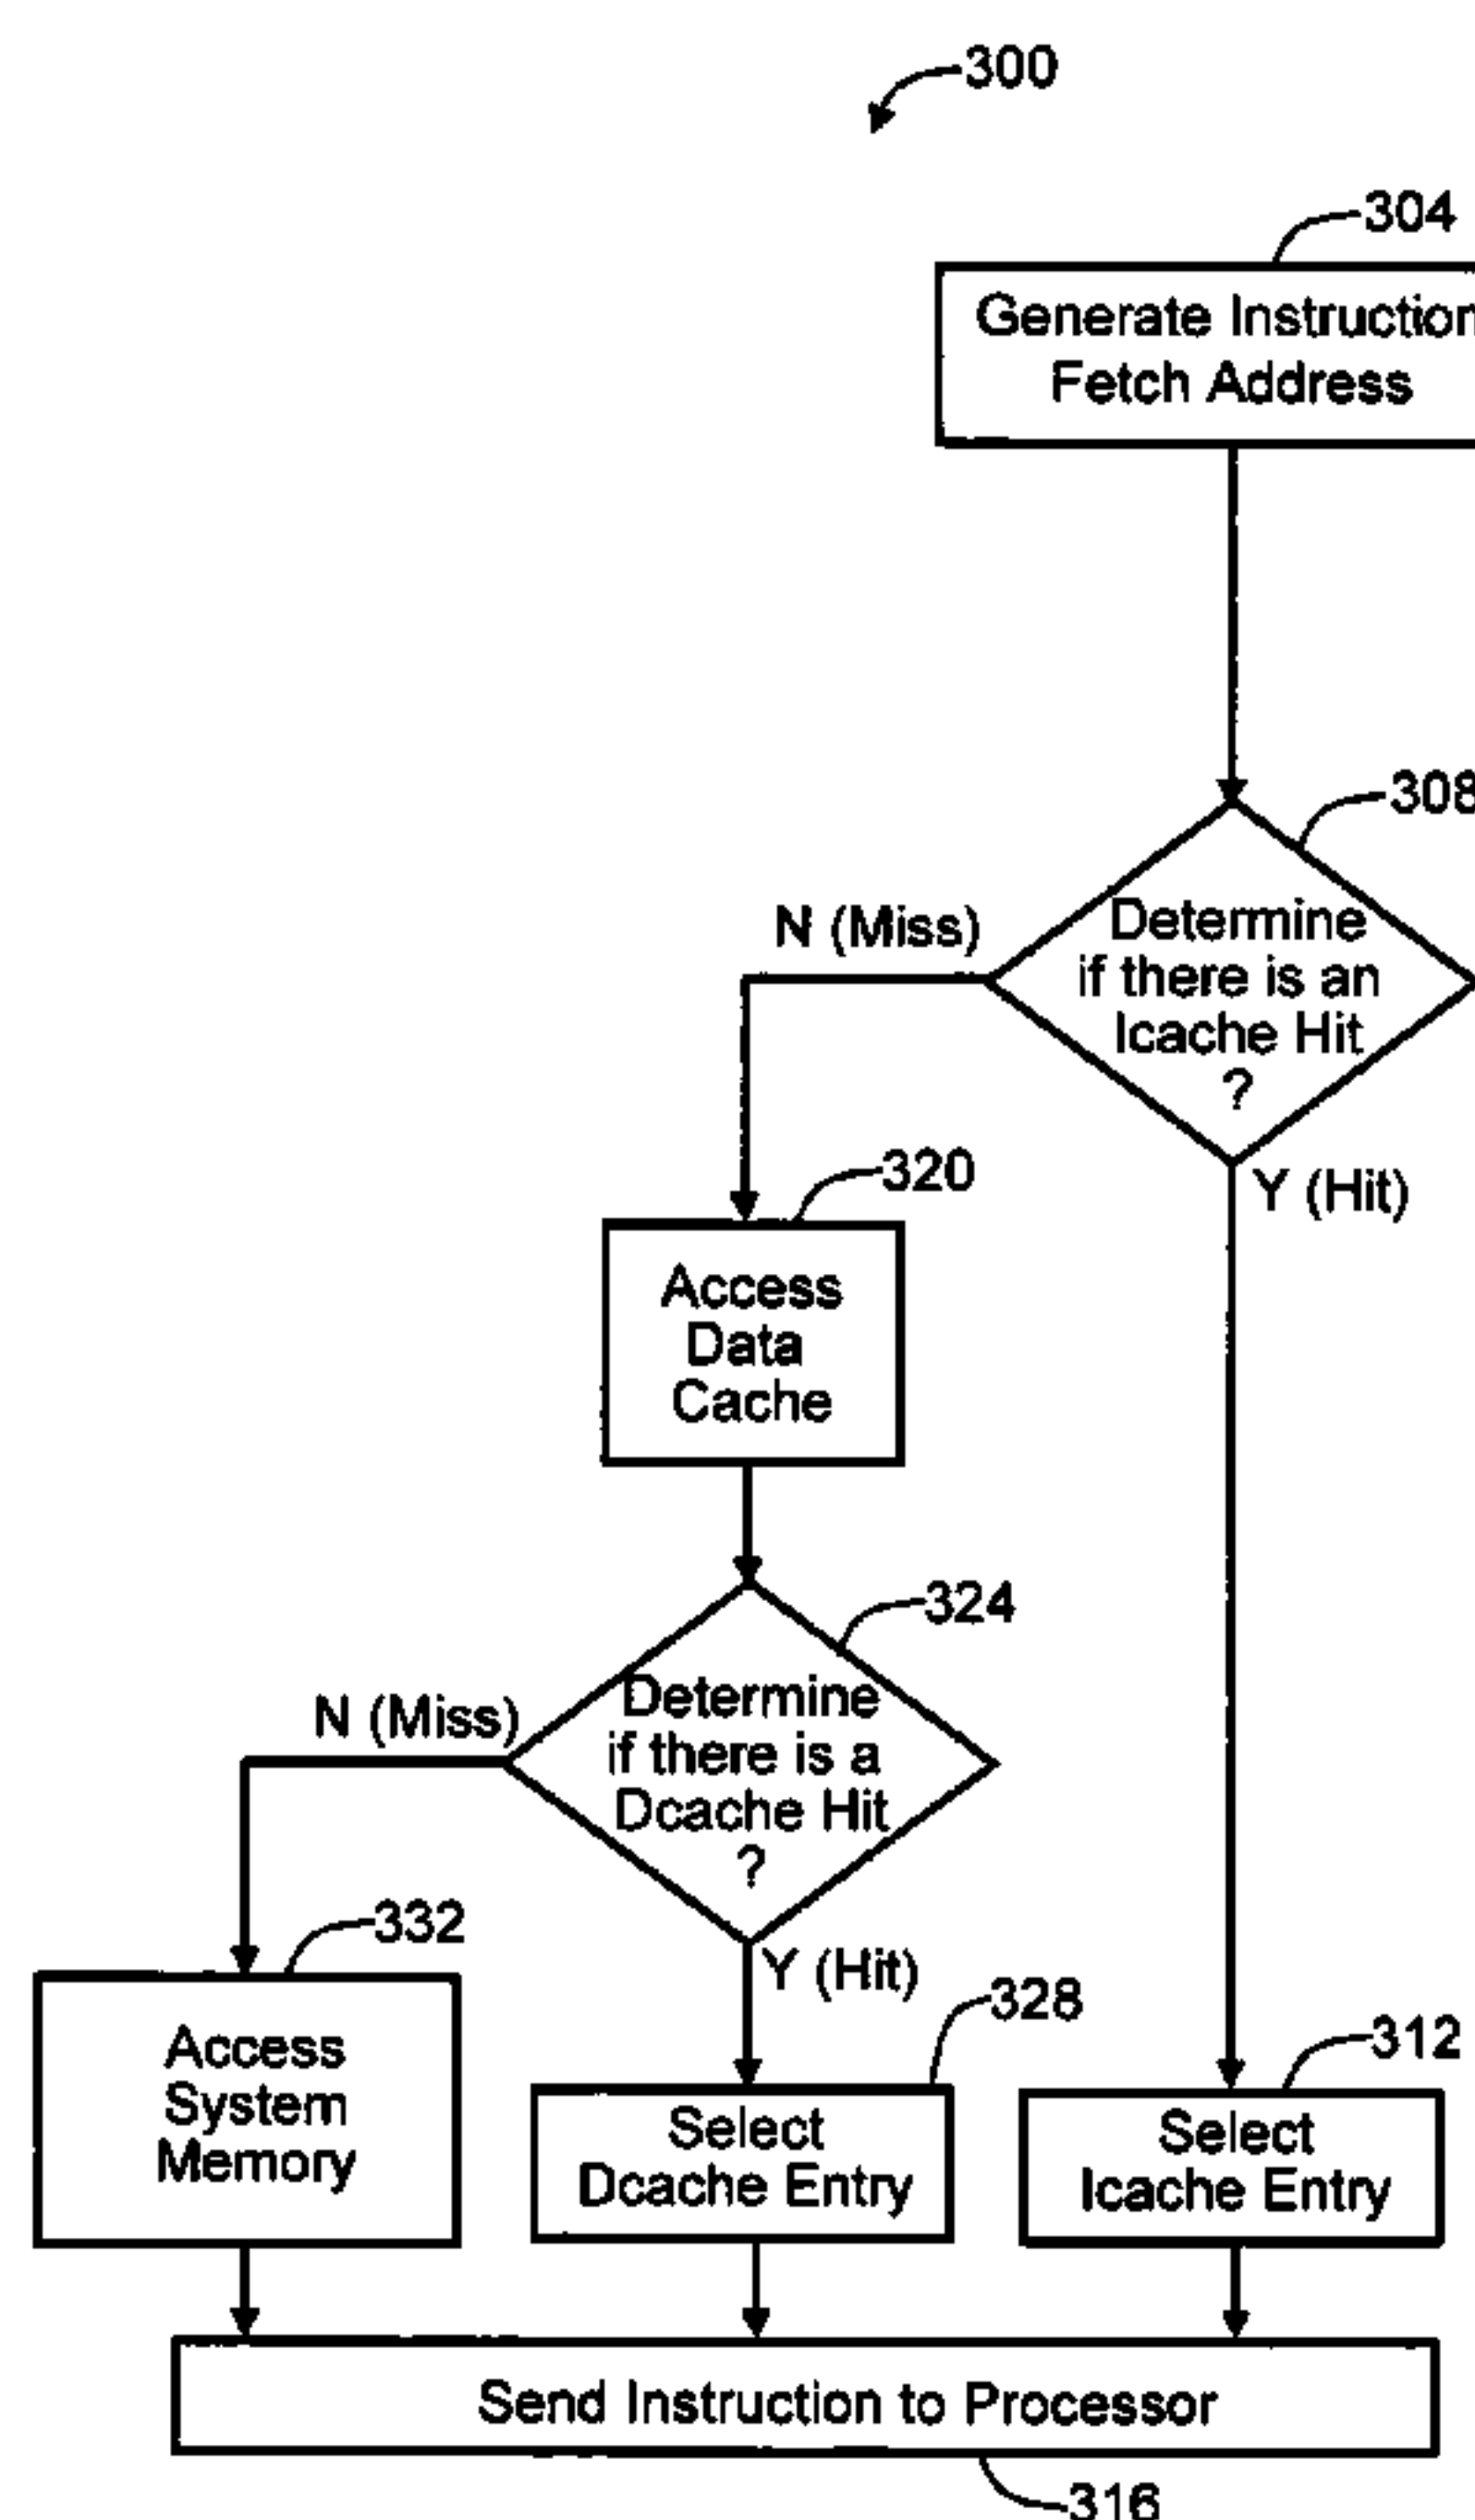 300
304
Generate Instruction
Fetch Address
308
N (Miss)
Determine
if there is an
Icache Hit
?
Y (Hit)
320
Access
Data
Cache
324
N (Miss)
Determine
if there is a
Dcache Hit
?
Y (Hit)
332
Access
System
Memory
328
Select
Dcache Entry
312
Select
Icache Entry
Send Instruction to Processor
316